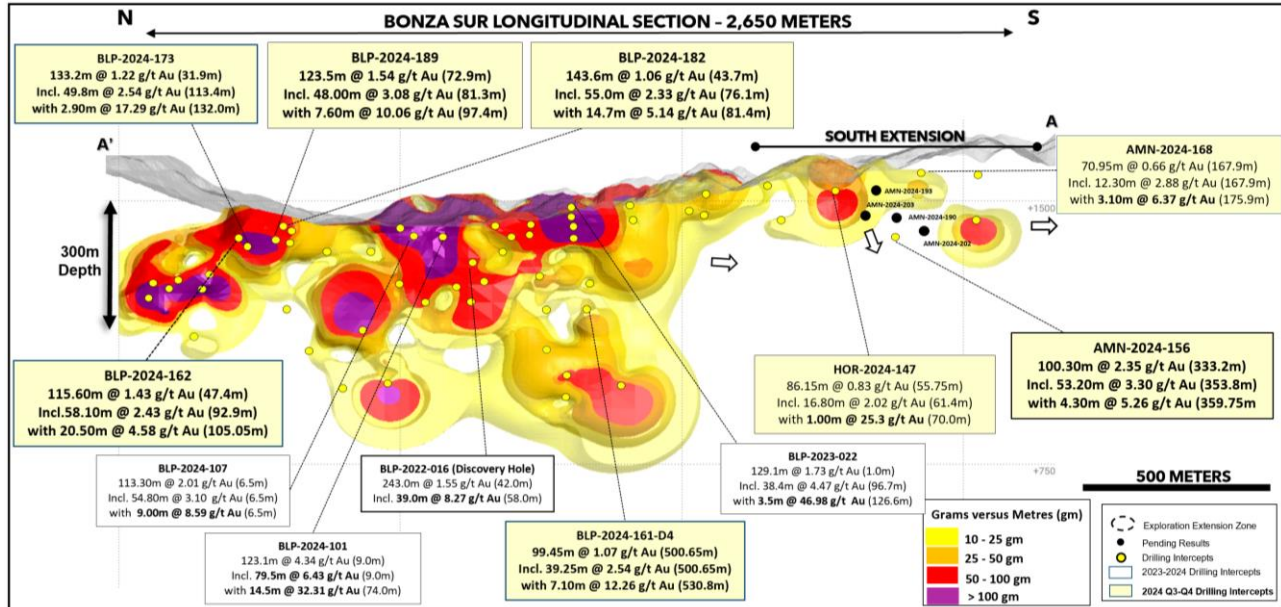 N
BONZA SUR LONGITUDINAL SECTION – 2,650 METERS
S
BLP-2024-173
133.2m @ 1.22 g/t Au (31.9m)
Incl. 49.8m @ 2.54 g/t Au (113.4m)
with 2.90m @ 17.29 g/t Au (132.0m)
BLP-2024-189
123.5m @ 1.54 g/t Au (72.9m)
Incl. 48.00m @ 3.08 g/t Au (81.3m)
with 7.60m @ 10.06 g/t Au (97.4m)
BLP-2024-182
143.6m @ 1.06 g/t Au (43.7m)
Incl. 55.0m @ 2.33 g/t Au (76.1m)
with 14.7m @ 5.14 g/t Au (81.4m)
A'
SOUTH EXTENSION
A
AMN-2024-168
70.95m @ 0.66 g/t Au (167.9m)
Incl. 12.30m @ 2.88 g/t Au (167.9m)
with 3.10m @ 6.37 g/t Au (175.9m)
AMN-2024-193
AMN-2024-203
AMN-2024-190
AMN-2024-202
+1500
300m
Depth
BLP-2024-162
115.60m @ 1.43 g/t Au (47.4m)
Incl.58.10m @ 2.43 g/t Au (92.9m)
with 20.50m @ 4.58 g/t Au (105.05m)
HOR-2024-147
86.15m @ 0.83 g/t Au (55.75m)
Incl. 16.80m @ 2.02 g/t Au (61.4m)
with 1.00m @ 25.3 g/t Au (70.0m)
AMN-2024-156
100.30m @ 2.35 g/t Au (333.2m)
Incl. 53.20m @ 3.30 g/t Au (353.8m)
with 4.30m @ 5.26 g/t Au (359.75m
BLP-2024-107
113.30m @ 2.01 g/t Au (6.5m)
Incl. 54.80m @ 3.10 g/t Au (6.5m)
with 9.00m @ 8.59 g/t Au (6.5m)
BLP-2022-016 (Discovery Hole)
243.0m @ 1.55 g/t Au (42.0m)
Incl. 39.0m @ 8.27 g/t Au (58.0m)
BLP-2023-022
129.1m @ 1.73 g/t Au (1.0m)
Incl. 38.4m @ 4.47 g/t Au (96.7m)
with 3.5m @ 46.98 g/t Au (126.6m)
+750
BLP-2024-101
123.1m @ 4.34 g/t Au (9.0m)
Incl. 79.5m @ 6.43 g/t Au (9.0m)
with 14.5m @ 32.31 g/t Au (74.0m)
BLP-2024-161-D4
99.45m @ 1.07 g/t Au (500.65m)
Incl. 39.25m @ 2.54 g/t Au (500.65m)
with 7.10m @ 12.26 g/t Au (530.8m)
500 METERS
Grams versus Metres (gm)
10 - 25 gm
25 - 50 gm
50 - 100 gm
> 100 gm
Exploration Extension Zone
Pending Results
Drilling Intercepts
2023-2024 Drilling Intercepts
2024 Q3-Q4 Drilling Intercepts